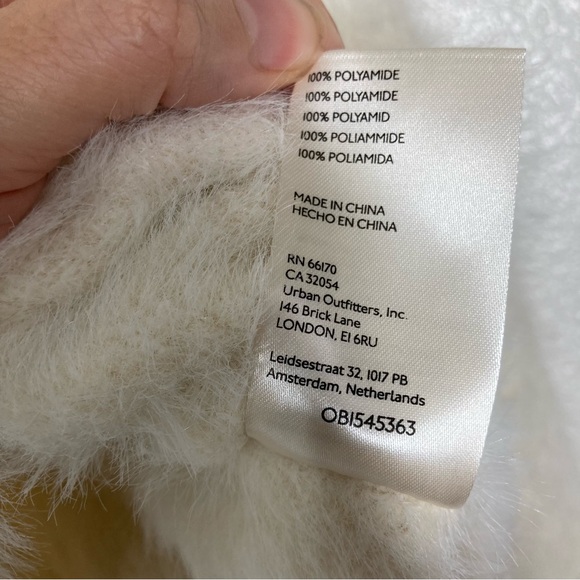 100% POLYAMIDE
100% POLYAMIDE
100% POLYAMID
100% POLIAMMIDE
100% POLIAMIDA
MADE IN CHINA
HECHO EN CHINA
RN 66170
CA 32054
Urban Outfitters, Inc.
146 Brick Lane
LONDON, E1 6RU
Leidsestraat 32, 1017 PB
Amsterdam, Netherlands
OB1545363